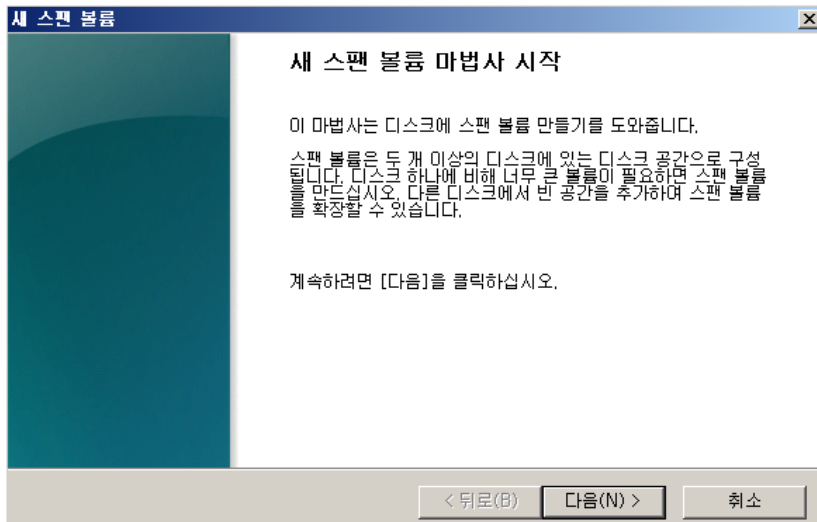 새 스팬 볼륨
새 스팬 볼륨 마법사 시작
이 마법사는 디스크에 스팬 볼륨 만들기를 도와줍니다.
스팬 볼륨은 두 개 이상의 디스크에 있는 디스크 공간으로 구성
됩니다. 디스크 하나에 비해 너무 큰 볼륨이 필요하면 스팬 볼륨
을 만드십시오. 다른 디스크에서 빈 공간을 추가하여 스팬 볼륨
을 확장할 수 있습니다.
계속하려면 [다음]을 클릭하십시오.
< 뒤로(B) 다음(N) > 취소